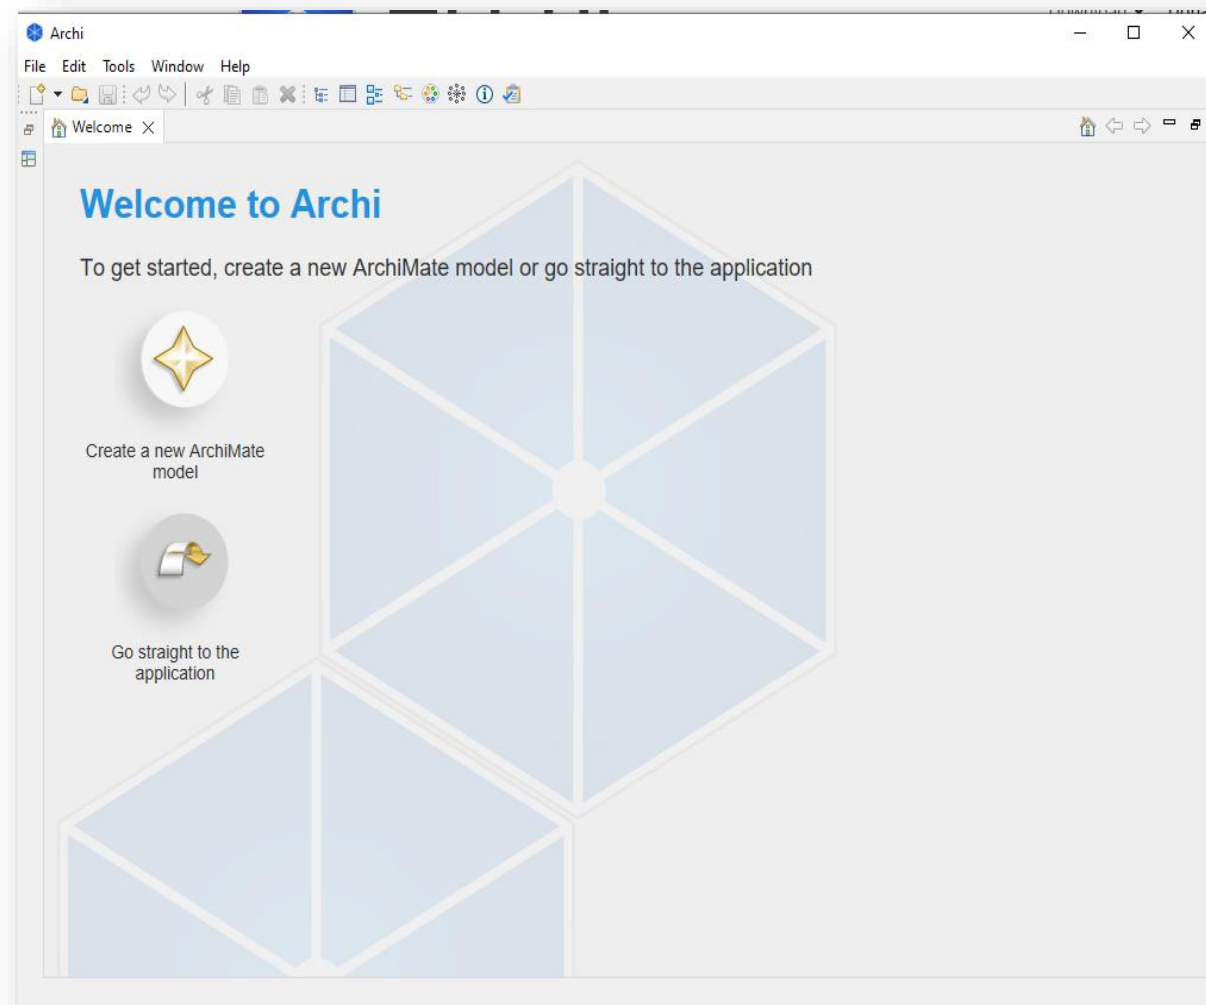 Archi
File Edit Tools Window Help
Welcome
Welcome to Archi
To get started, create a new ArchiMate model or go straight to the application
Create a new ArchiMate
model
Go straight to the
application